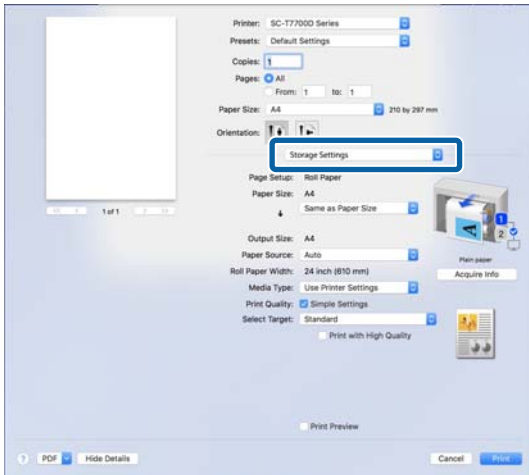 Printer: SC-T7700D Series
Presets: Default Settings
Copies: 1
Pages: All
From: 1 to: 1
Paper Size: A4 210 by 297 mm
Orientation:
Storage Settings
Page Setup: Roll Paper
Paper Size: A4
Same as Paper Size
1 of 1
Output Size: A4
Paper Source: Auto
Roll Paper Width: 24 inch (610 mm)
Media Type: Use Printer Settings
Print Quality: Simple Settings
Select Target: Standard
Print with High Quality
1
2
Plain paper
Acquire Info
Print Preview
? PDF Hide Details Cancel Print